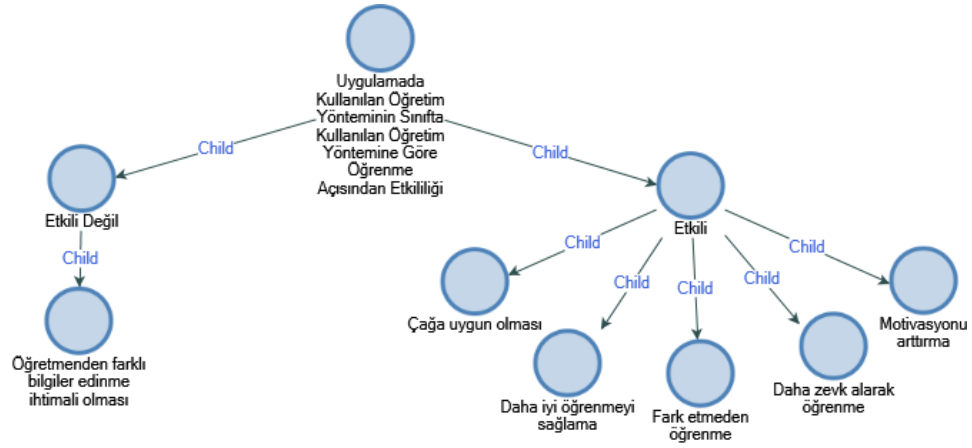 Uygulamada
Kullanılan Öğretim
Yönteminin Sınıfta
Kullanılan Öğretim
Yöntemine Göre
Öğrenme
Açısından Etkililiği
Child
Child
Etkili Değil
Etkili
Child
Child
Child
Child
Child
Child
Öğretmenden farklı
bilgiler edinme
ihtimali olması
Çağa uygun olması
Daha iyi öğrenmeyi
sağlama
Fark etmeden
öğrenme
Daha zevk alarak
öğrenme
Motivasyonu
arttırma